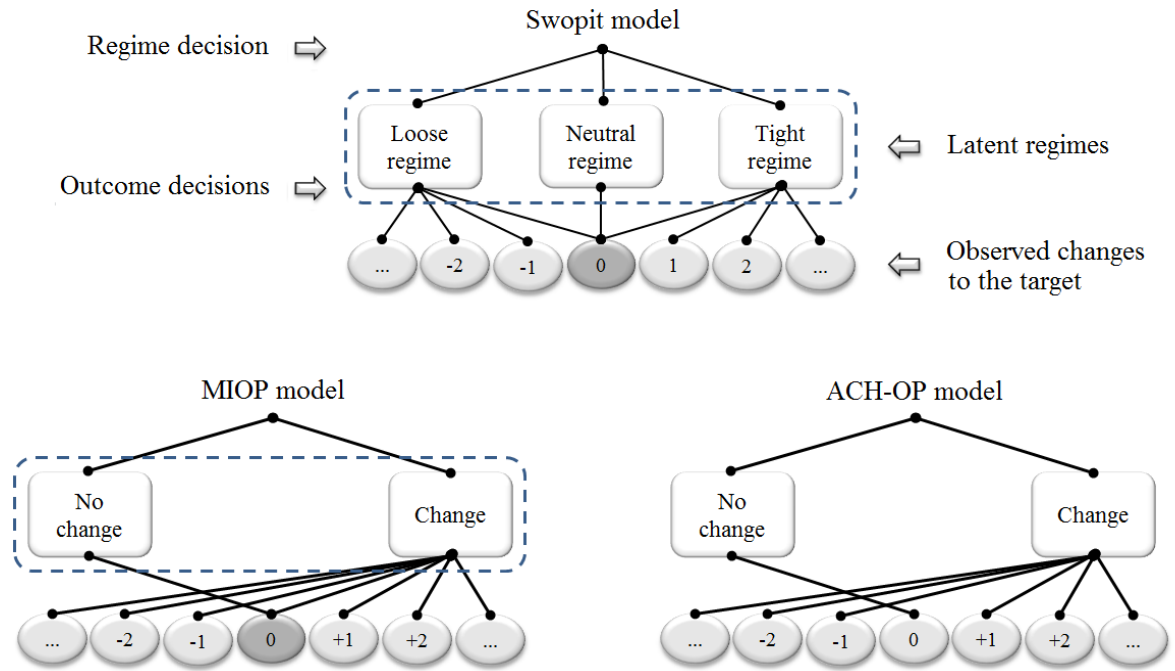 Swopit model
Regime decision
Loose
regime
Neutral
regime
Tight
regime
Latent regimes
Outcome decisions
...
-2
-1
0
1
2
...
Observed changes
to the target
MIOP model
No
change
Change
...
-2
-1
0
+1
+2
...
ACH-OP model
No
change
Change
...
-2
-1
0
+1
+2
...